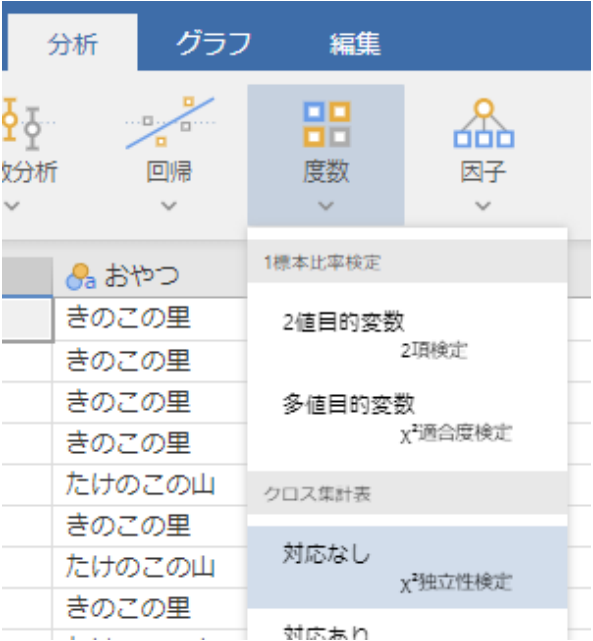 分析 グラフ 編集
散分析 回帰 度数 因子
a おやつ
1標本比率検定
きのこの里
2値目的変数
2項検定
きのこの里
きのこの里
多値目的変数
χ²適合度検定
きのこの里
たけのこの山
クロス集計表
きのこの里
対応なし
たけのこの山
χ²独立性検定
きのこの里
対応あり